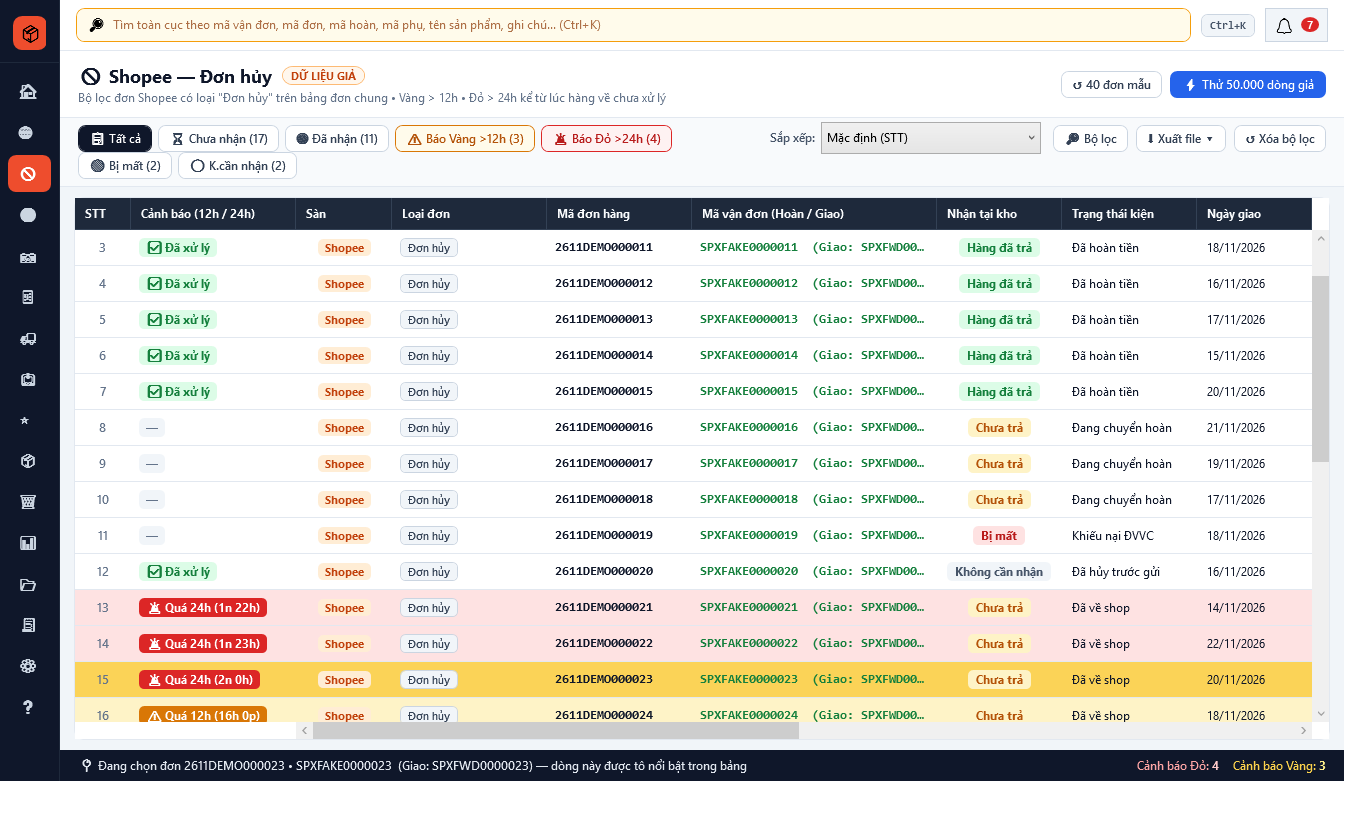 Tìm toàn cục theo mã vận đơn, mã đơn, mã hoàn, mã phụ, tên sản phẩm, ghi chú... (Ctrl+K) Ctrl+K 7
Shopee — Đơn hủy DỮ LIỆU GIẢ
Bộ lọc đơn Shopee có loại "Đơn hủy" trên bảng đơn chung • Vàng > 12h • Đỏ > 24h kể từ lúc hàng về chưa xử lý
↺ 40 đơn mẫu Thử 50.000 dòng giả
Tất cả Chưa nhận (17) Đã nhận (11) Báo Vàng >12h (3) Báo Đỏ >24h (4)
Bị mất (2) K.cần nhận (2)
Sắp xếp: Mặc định (STT) Bộ lọc ⬇ Xuất file ▼ ↺ Xóa bộ lọc
STT Cảnh báo (12h / 24h) Sàn Loại đơn Mã đơn hàng Mã vận đơn (Hoàn / Giao) Nhận tại kho Trạng thái kiện Ngày giao
3 Đã xử lý Shopee Đơn hủy 2611DEMO000011 SPXFAKE0000011 (Giao: SPXFWD00… Hàng đã trả Đã hoàn tiền 18/11/2026
4 Đã xử lý Shopee Đơn hủy 2611DEMO000012 SPXFAKE0000012 (Giao: SPXFWD00… Hàng đã trả Đã hoàn tiền 16/11/2026
5 Đã xử lý Shopee Đơn hủy 2611DEMO000013 SPXFAKE0000013 (Giao: SPXFWD00… Hàng đã trả Đã hoàn tiền 17/11/2026
6 Đã xử lý Shopee Đơn hủy 2611DEMO000014 SPXFAKE0000014 (Giao: SPXFWD00… Hàng đã trả Đã hoàn tiền 15/11/2026
7 Đã xử lý Shopee Đơn hủy 2611DEMO000015 SPXFAKE0000015 (Giao: SPXFWD00… Hàng đã trả Đã hoàn tiền 20/11/2026
8 — Shopee Đơn hủy 2611DEMO000016 SPXFAKE0000016 (Giao: SPXFWD00… Chưa trả Đang chuyển hoàn 21/11/2026
9 — Shopee Đơn hủy 2611DEMO000017 SPXFAKE0000017 (Giao: SPXFWD00… Chưa trả Đang chuyển hoàn 19/11/2026
10 — Shopee Đơn hủy 2611DEMO000018 SPXFAKE0000018 (Giao: SPXFWD00… Chưa trả Đang chuyển hoàn 17/11/2026
11 — Shopee Đơn hủy 2611DEMO000019 SPXFAKE0000019 (Giao: SPXFWD00… Bị mất Khiếu nại ĐVVC 18/11/2026
12 Đã xử lý Shopee Đơn hủy 2611DEMO000020 SPXFAKE0000020 (Giao: SPXFWD00… Không cần nhận Đã hủy trước gửi 16/11/2026
13 Quá 24h (1n 22h) Shopee Đơn hủy 2611DEMO000021 SPXFAKE0000021 (Giao: SPXFWD00… Chưa trả Đã về shop 14/11/2026
14 Quá 24h (1n 23h) Shopee Đơn hủy 2611DEMO000022 SPXFAKE0000022 (Giao: SPXFWD00… Chưa trả Đã về shop 22/11/2026
15 Quá 24h (2n 0h) Shopee Đơn hủy 2611DEMO000023 SPXFAKE0000023 (Giao: SPXFWD00… Chưa trả Đã về shop 20/11/2026
16 Quá 12h (16h 0p) Shopee Đơn hủy 2611DEMO000024 SPXFAKE0000024 (Giao: SPXFWD00… Chưa trả Đã về shop 18/11/2026
Đang chọn đơn 2611DEMO000023 • SPXFAKE0000023 (Giao: SPXFWD0000023) — dòng này được tô nổi bật trong bảng Cảnh báo Đỏ: 4 Cảnh báo Vàng: 3